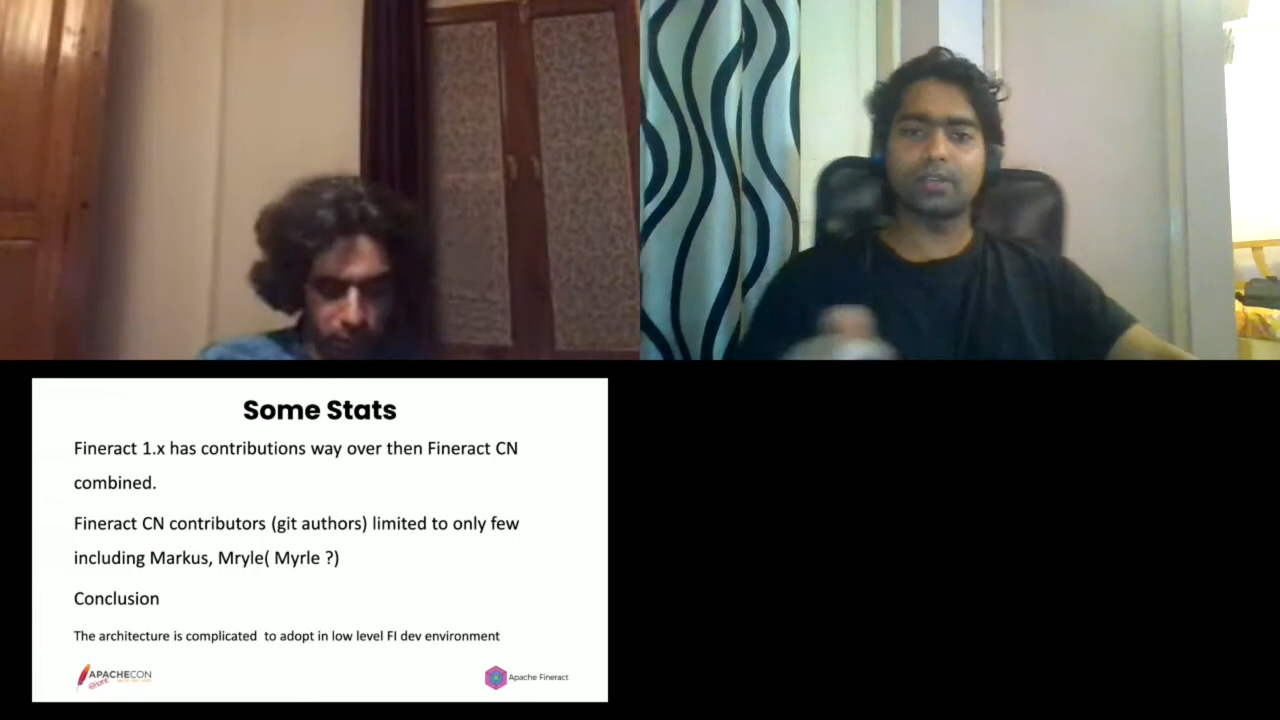 Some Stats
Fineract 1.x has contributions way over then Fineract CN
combined.
Fineract CN contributors (git authors) limited to only few
including Markus, Mryle( Myrle ?)
Conclusion
The architecture is complicated  to adopt in low level FI dev environment
APACHECON
@Home
Apache Fineract